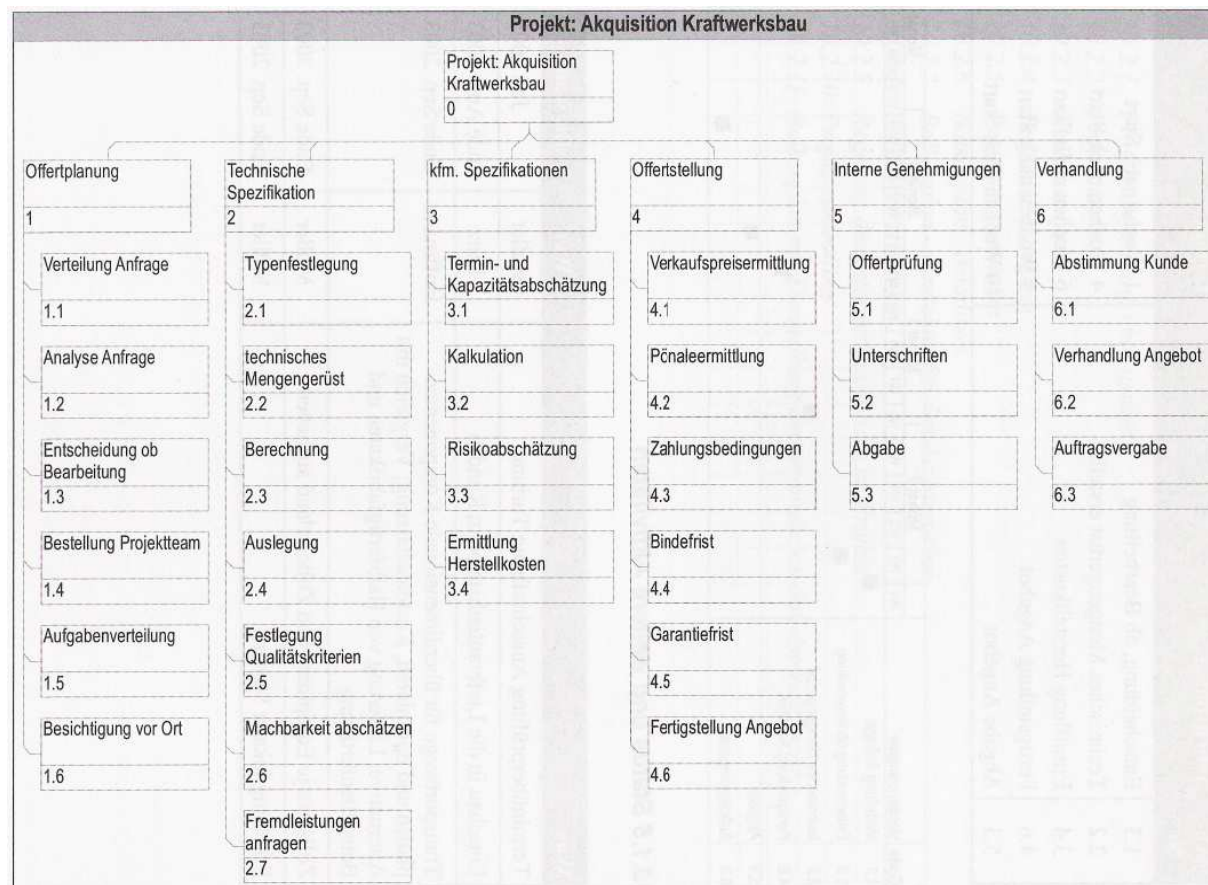 Projekt: Akquisition Kraftwerksbau
Projekt: Akquisition
Kraftwerksbau
0
Offertplanung
1
Verteilung Anfrage
1.1
Analyse Anfrage
1.2
Entscheidung ob
Bearbeitung
1.3
Bestellung Projektteam
1.4
Aufgabenverteilung
1.5
Besichtigung vor Ort
1.6
Technische
Spezifikation
2
Typenfestlegung
2.1
technisches
Mengengerüst
2.2
Berechnung
2.3
Auslegung
2.4
Festlegung
Qualitätskriterien
2.5
Machbarkeit abschätzen
2.6
Fremdleistungen
anfragen
2.7
kfm. Spezifikationen
3
Termin- und
Kapazitätsabschätzung
3.1
Kalkulation
3.2
Risikoabschätzung
3.3
Ermittlung
Herstellkosten
3.4
Offertstellung
4
Verkaufspreisermittlung
4.1
Pönaleermittlung
4.2
Zahlungsbedingungen
4.3
Bindefrist
4.4
Garantiefrist
4.5
Fertigstellung Angebot
4.6
Interne Genehmigungen
5
Offertprüfung
5.1
Unterschriften
5.2
Abgabe
5.3
Verhandlung
6
Abstimmung Kunde
6.1
Verhandlung Angebot
6.2
Auftragsvergabe
6.3